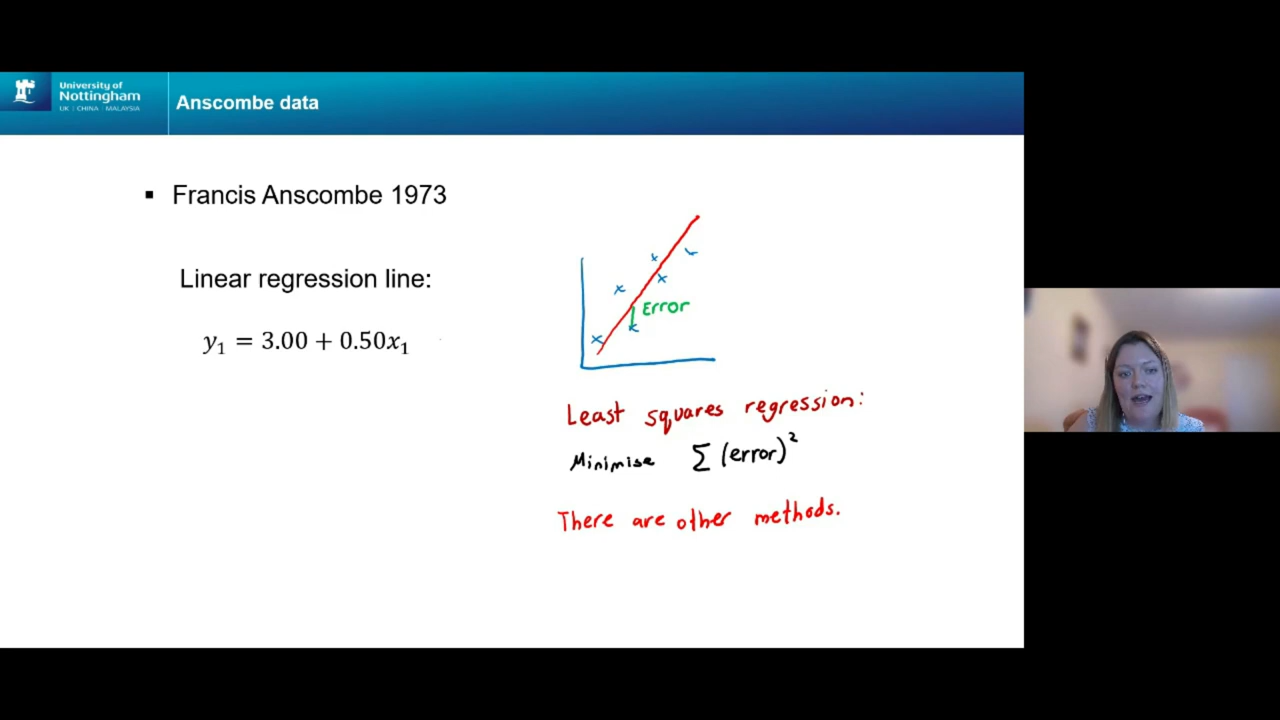 University of
Nottingham
UK | CHINA | MALAYSIA
Anscombe data
▪ Francis Anscombe 1973
Linear regression line:
y₁ = 3.00 + 0.50x₁
Error
Least squares regression:
Minimise ∑ (error)²
There are other methods.